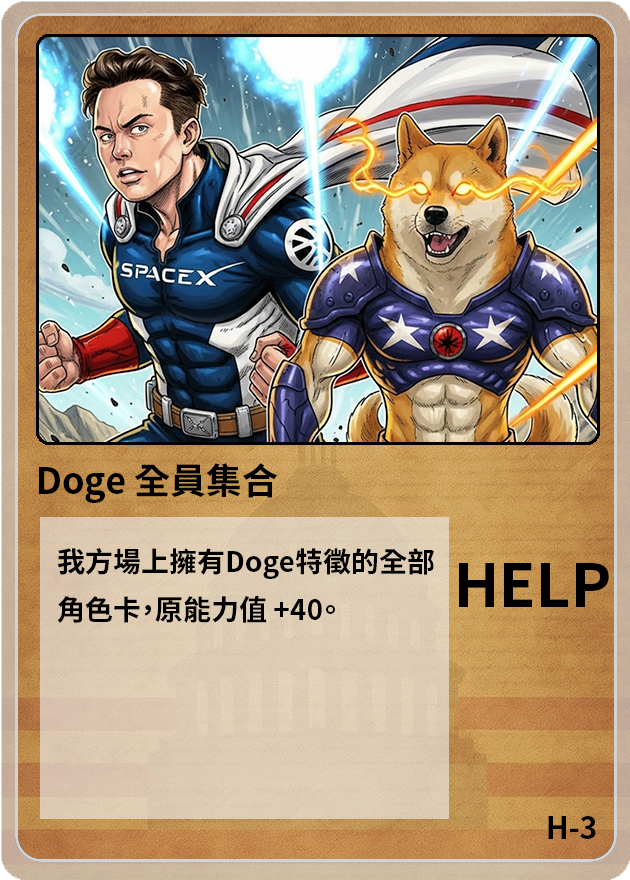 SPACEX
Doge 全員集合
我方場上擁有Doge特徵的全部
角色卡,原能力值 +40。
HELP
H-3